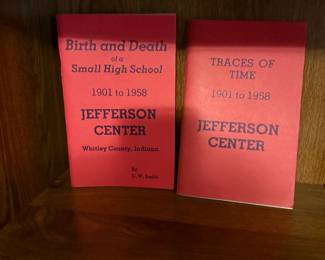 Birth and Death
of a
Small High School
1901 to 1958
JEFFERSON
CENTER
Whitley County, Indiana
by
TRACES OF
TIME
1901 to 1958
JEFFERSON
CENTER